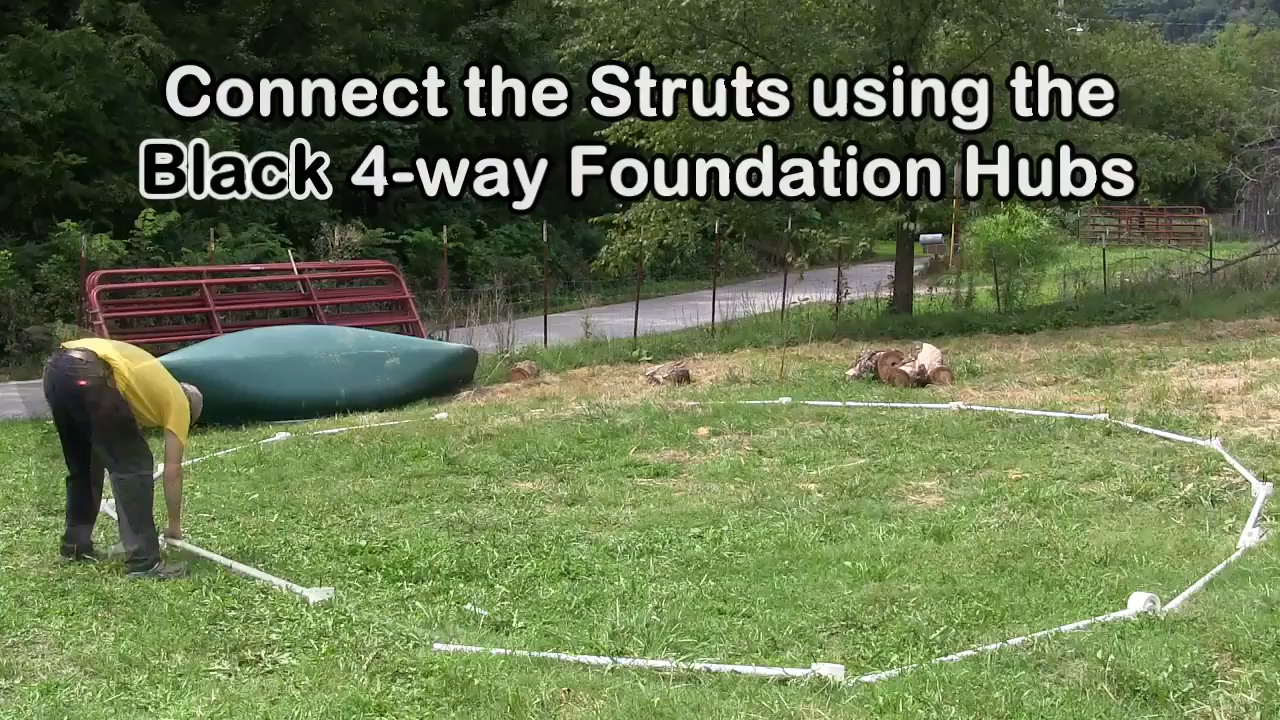 Connect the Struts using the
Black 4-way Foundation Hubs